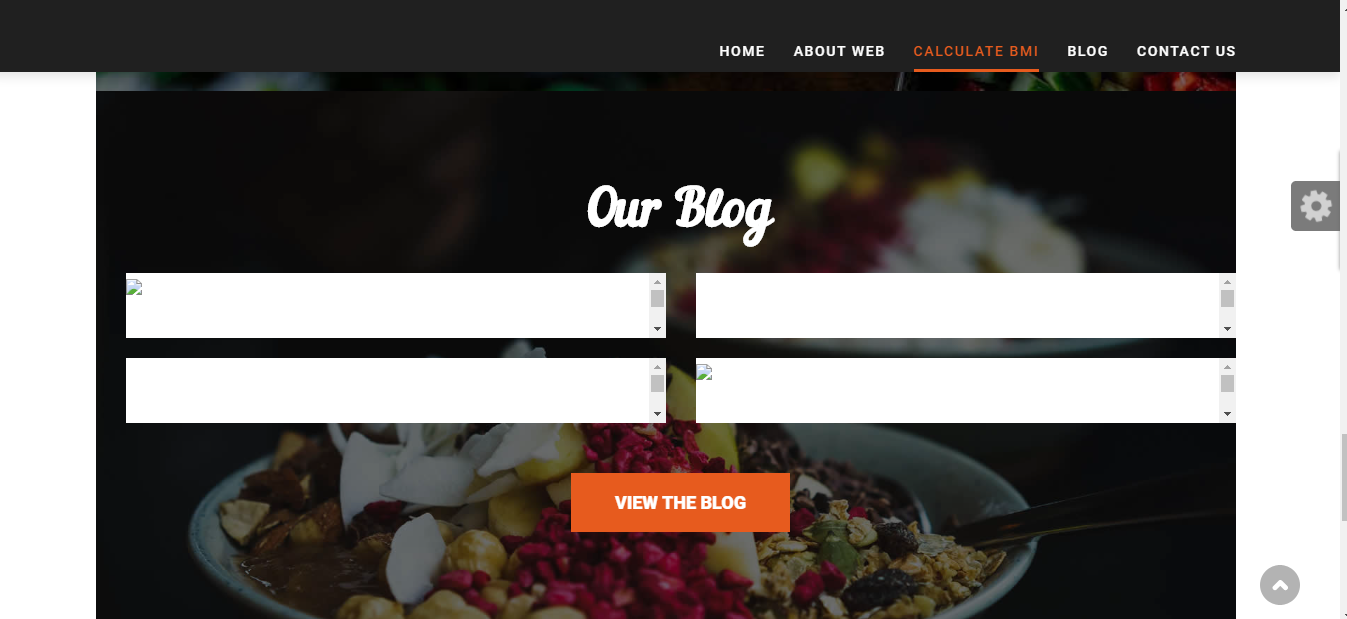 HOME ABOUT WEB CALCULATE BMI BLOG CONTACT US
Our Blog
VIEW THE BLOG